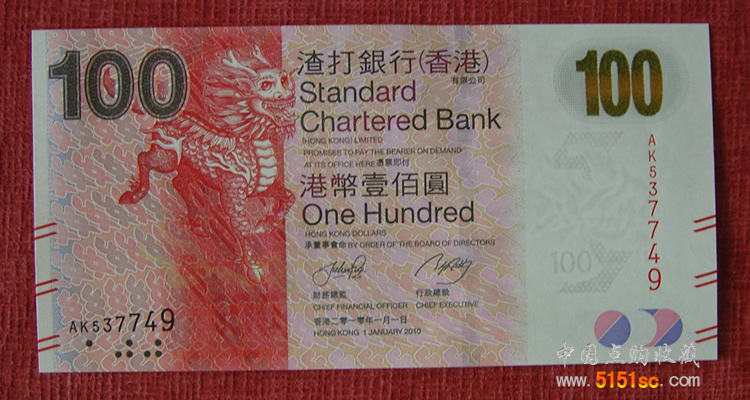 100
渣打銀行(香港)
有限公司
Standard
Chartered Bank
(HONG KONG) LIMITED
PROMISES TO PAY THE BEARER ON DEMAND
AT ITS OFFICE HERE 憑票即付
港幣壹佰圓
One Hundred
HONG KONG DOLLARS
承董事會命 BY ORDER OF THE BOARD OF DIRECTORS
財務總監 行政總裁
CHIEF FINANCIAL OFFICER CHIEF EXECUTIVE
香港二零一零年一月一日
HONG KONG 1 JANUARY 2010
AK537749
100
AK537749
100
中国点购收藏
www.5151sc.com